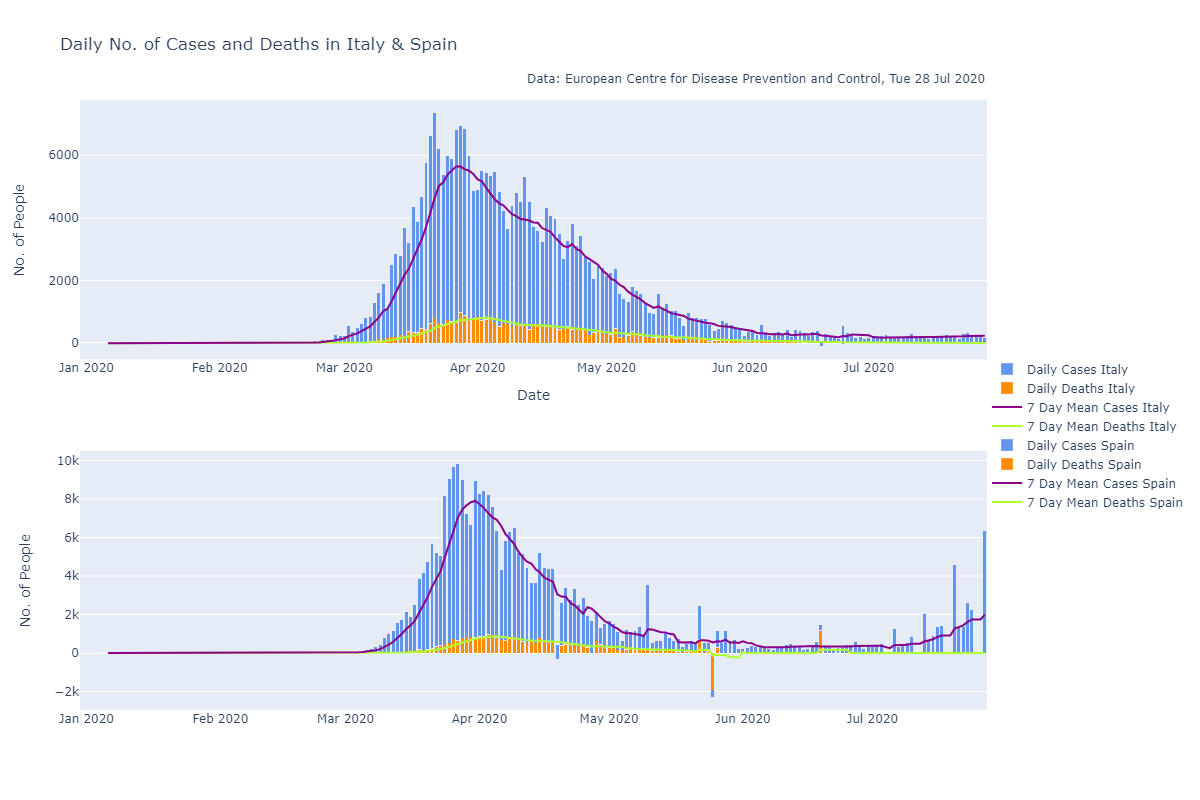 Daily No. of Cases and Deaths in Italy & Spain
Data: European Centre for Disease Prevention and Control, Tue 28 Jul 2020
No. of People
6000
4000
2000
0
Jan 2020 Feb 2020 Mar 2020 Apr 2020 May 2020 Jun 2020 Jul 2020
Date
Daily Cases Italy
Daily Deaths Italy
7 Day Mean Cases Italy
7 Day Mean Deaths Italy
Daily Cases Spain
Daily Deaths Spain
7 Day Mean Cases Spain
7 Day Mean Deaths Spain
No. of People
10k
8k
6k
4k
2k
0
−2k
Jan 2020 Feb 2020 Mar 2020 Apr 2020 May 2020 Jun 2020 Jul 2020